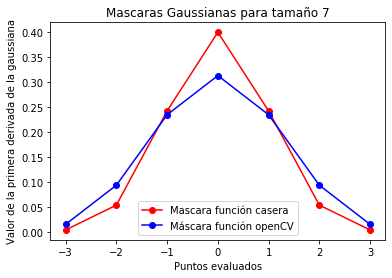 Mascaras Gaussianas para tamaño 7
Valor de la primera derivada de la gaussiana
0.40
0.35
0.30
0.25
0.20
0.15
0.10
0.05
0.00
Mascara función casera
Máscara función openCV
−3 −2 −1 0 1 2 3
Puntos evaluados